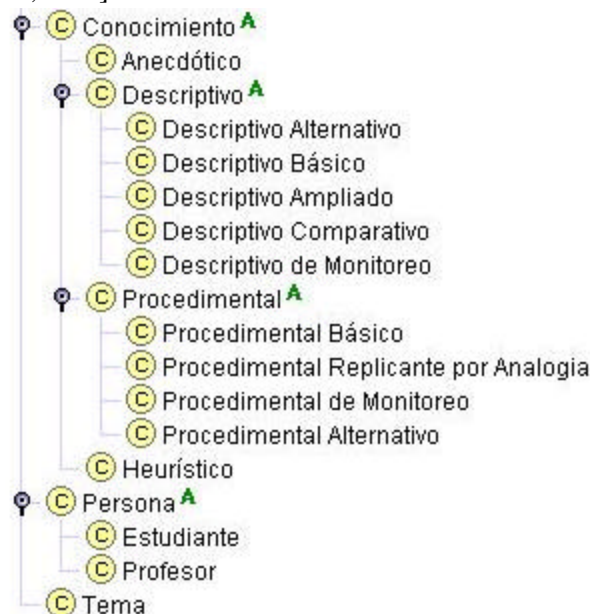 C Conocimiento A
C Anecdótico
C Descriptivo A
C Descriptivo Alternativo
C Descriptivo Básico
C Descriptivo Ampliado
C Descriptivo Comparativo
C Descriptivo de Monitoreo
C Procedimental A
C Procedimental Básico
C Procedimental Replicante por Analogia
C Procedimental de Monitoreo
C Procedimental Alternativo
C Heurístico
C Persona A
C Estudiante
C Profesor
C Tema